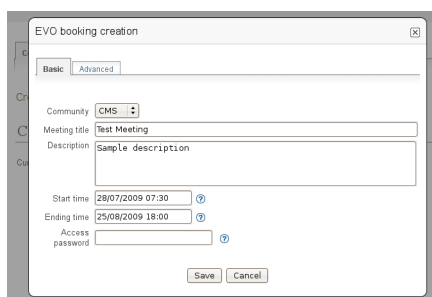 EVO booking creation
Basic Advanced
Community CMS
Meeting title Test Meeting
Description Sample description
Start time 28/07/2009 07:30
Ending time 25/08/2009 18:00
Access
password
Save Cancel